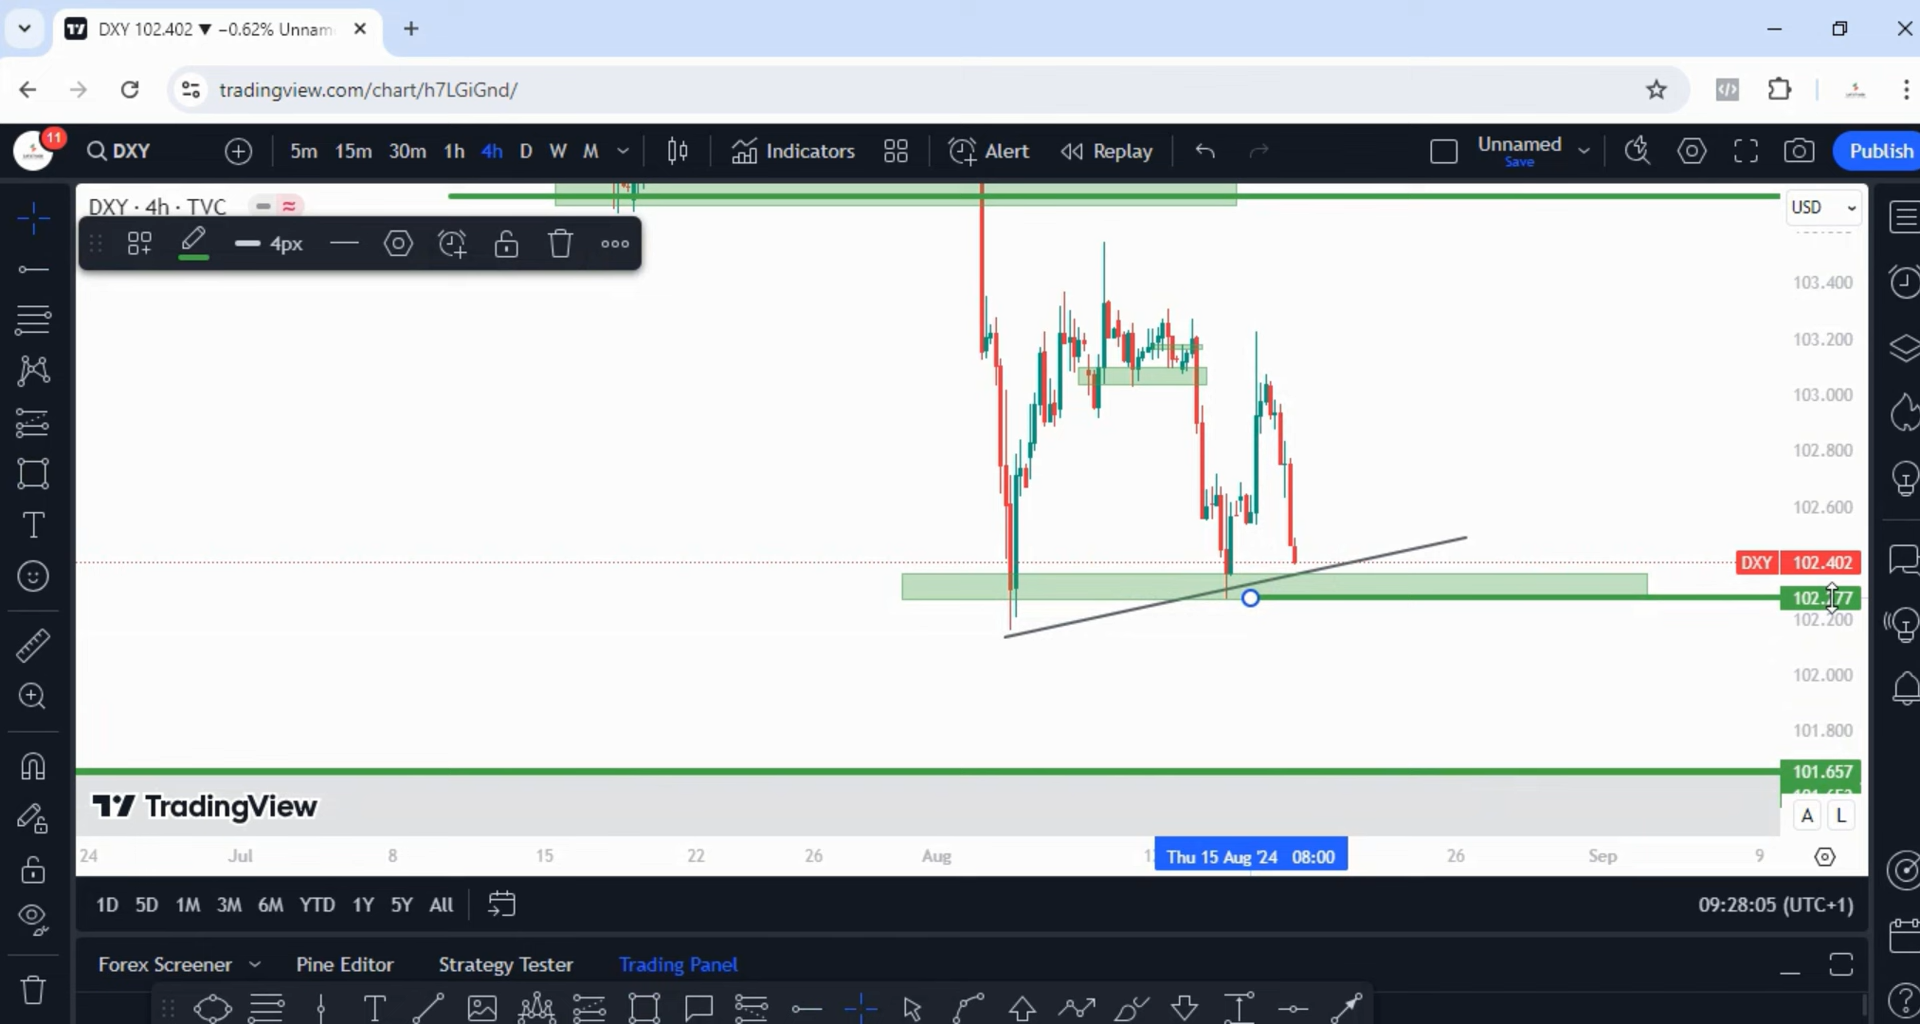 DXY 102.402 ▼ −0.62% Unnam
tradingview.com/chart/h7LGiGnd/
11
DXY
5m 15m 30m 1h 4h D W M
Indicators
Alert
Replay
Unnamed
Save
Publish
DXY · 4h · TVC
USD
4px
103.400
103.200
103.000
102.800
102.600
DXY 102.402
102.200
102.000
101.800
101.657
TradingView
A L
24 Jul 8 15 22 26 Aug Thu 15 Aug '24 08:00 26 Sep 9
1D 5D 1M 3M 6M YTD 1Y 5Y All
09:28:05 (UTC+1)
Forex Screener Pine Editor Strategy Tester Trading Panel